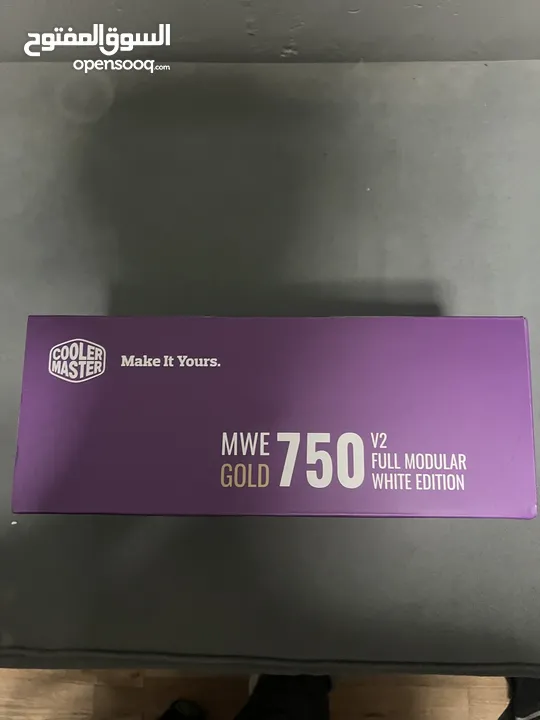 السوق المفتوح
opensooq.com
COOLER
MASTER
Make It Yours.
MWE
GOLD
750
V2
FULL MODULAR
WHITE EDITION